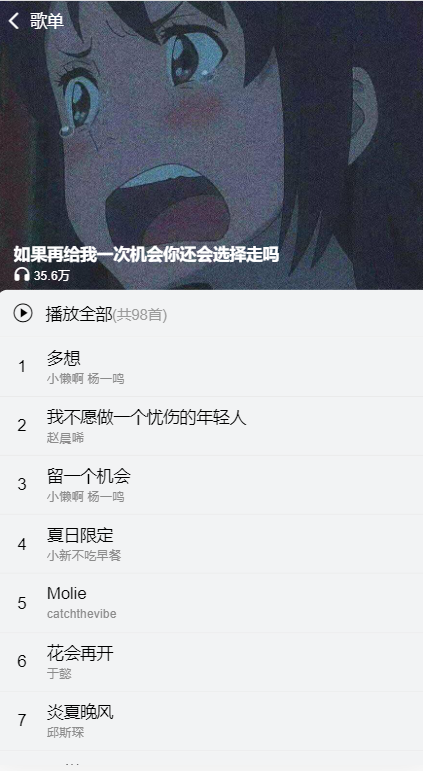 歌单
如果再给我一次机会你还会选择走吗
35.6万
播放全部(共98首)
1
多想
小懒啊 杨一鸣
2
我不愿做一个忧伤的年轻人
赵晨唏
3
留一个机会
小懒啊 杨一鸣
4
夏日限定
小新不吃早餐
5
Molie
catchthevibe
6
花会再开
于懿
7
炎夏晚风
邱斯琛